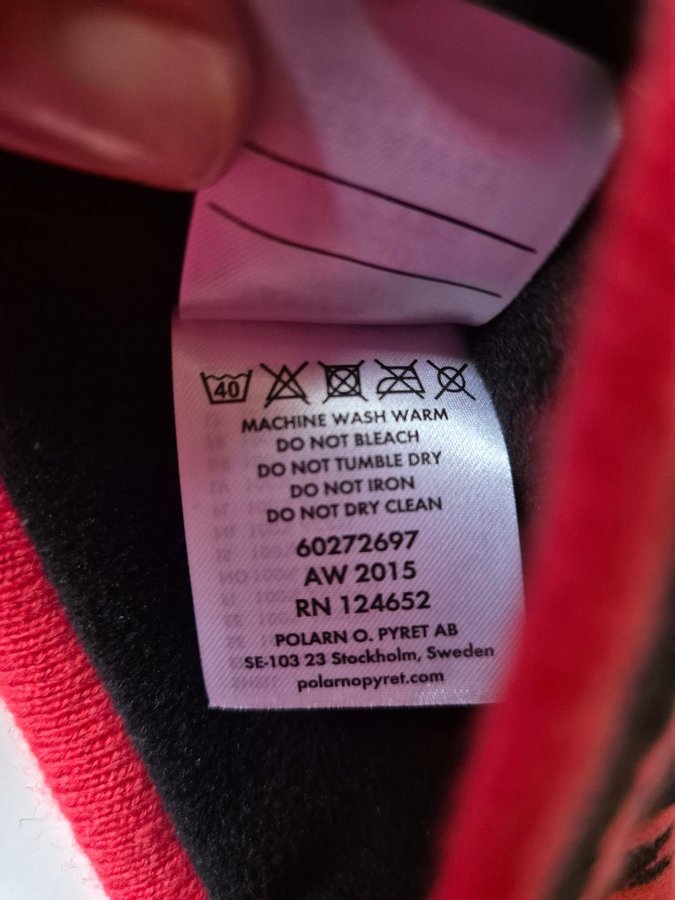 40
MACHINE WASH WARM
DO NOT BLEACH
DO NOT TUMBLE DRY
DO NOT IRON
DO NOT DRY CLEAN
60272697
AW 2015
RN 124652
POLARN O. PYRET AB
SE-103 23 Stockholm, Sweden
polarnopyret.com